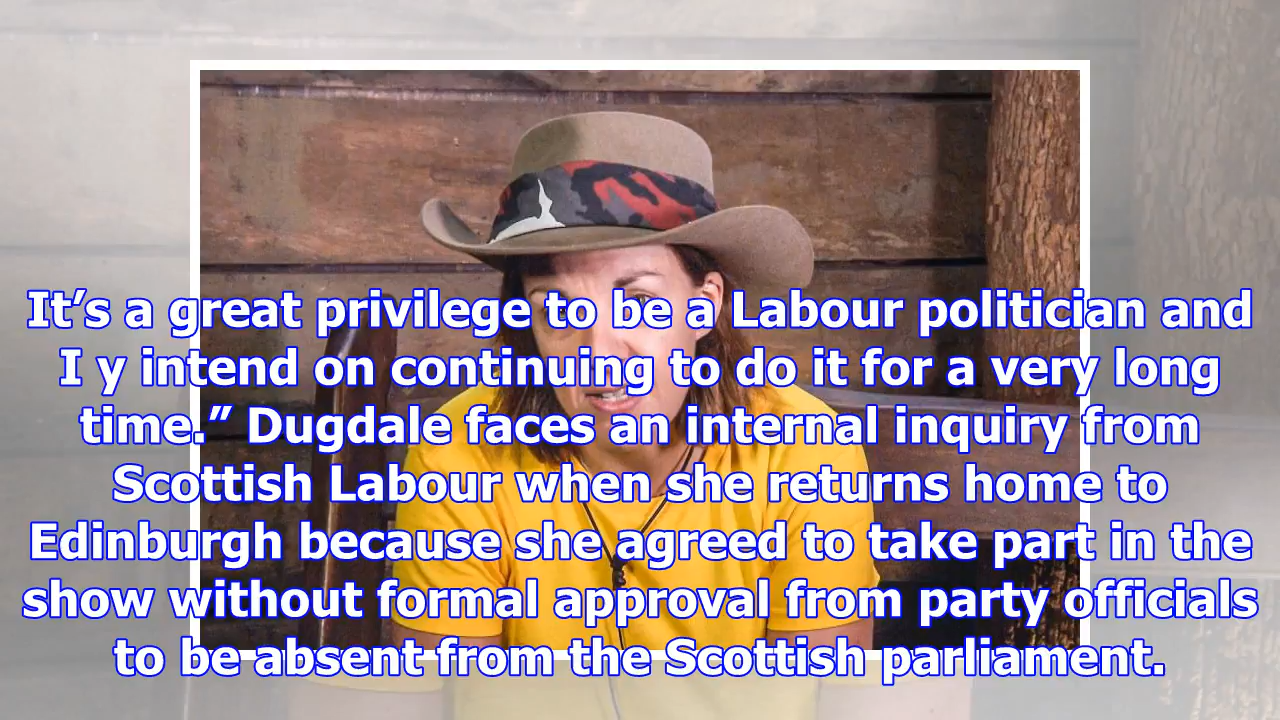 It’s a great privilege to be a Labour politician and
I y intend on continuing to do it for a very long
time.” Dugdale faces an internal inquiry from
Scottish Labour when she returns home to
Edinburgh because she agreed to take part in the
show without formal approval from party officials
to be absent from the Scottish parliament.